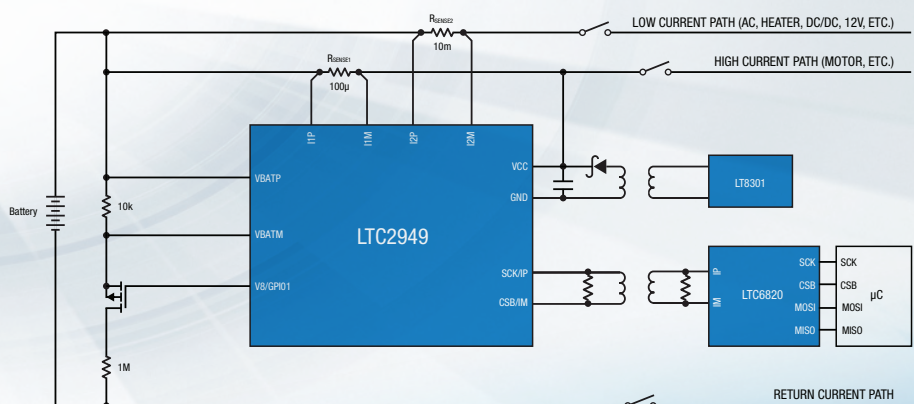 RSENSE2
LOW CURRENT PATH (AC, HEATER, DC/DC, 12V, ETC.)
10m
RSENSE1
HIGH CURRENT PATH (MOTOR, ETC.)
100µ
I1P
I1M
I2P
I2M
VCC
VBATP
LT8301
GND
Battery
10k
VBATM
LTC2949
SCK/IP
IP
SCK
SCK
V8/GPIO1
CSB
CSB
LTC6820
µC
CSB/IM
IM
MOSI
MOSI
MISO
MISO
1M
RETURN CURRENT PATH